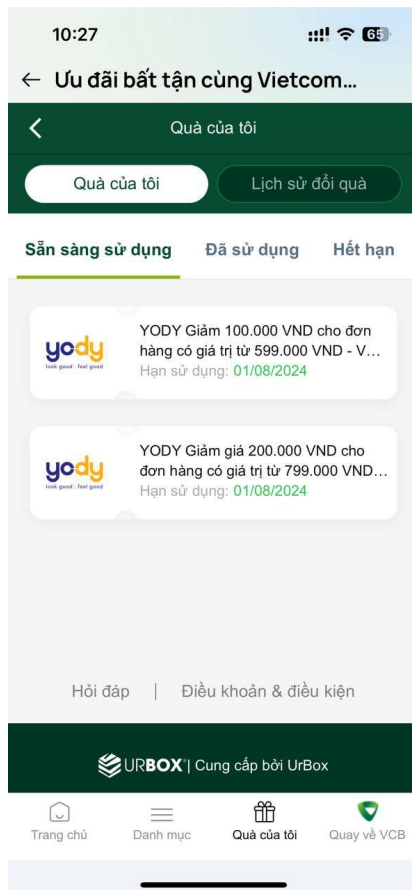 10:27
65
Ưu đãi bất tận cùng Vietcom...
Quà của tôi
Quà của tôi
Lịch sử đổi quà
Sẵn sàng sử dụng
Đã sử dụng
Hết hạn
yody
look good . feel good
YODY Giảm 100.000 VND cho đơn
hàng có giá trị từ 599.000 VND - V...
Hạn sử dụng: 01/08/2024
yody
look good . feel good
YODY Giảm giá 200.000 VND cho
đơn hàng có giá trị từ 799.000 VND...
Hạn sử dụng: 01/08/2024
Hỏi đáp | Điều khoản & điều kiện
URBOX | Cung cấp bởi UrBox
Trang chủ
Danh mục
Quà của tôi
Quay về VCB